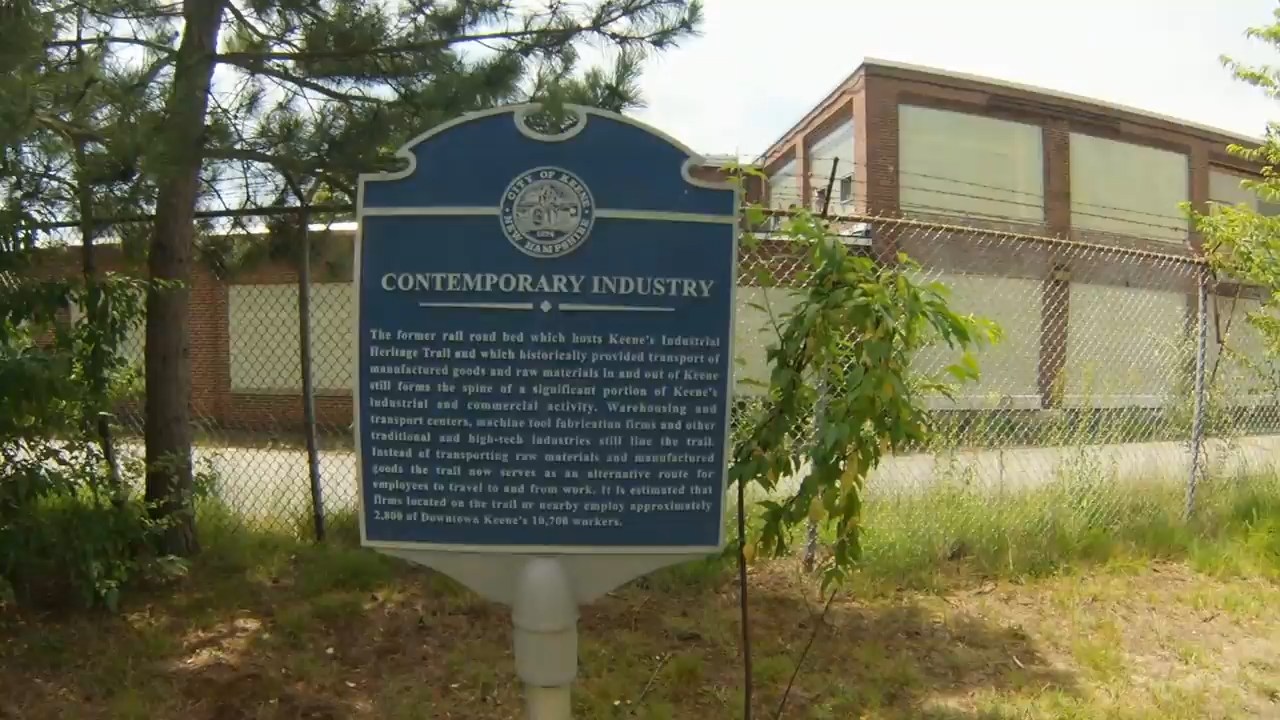 CITY OF KEENE
NEW HAMPSHIRE
CONTEMPORARY INDUSTRY
The former rail road bed which hosts Keene's Industrial
Heritage Trail and which historically provided transport of
manufactured goods and raw materials in and out of Keene
still forms the spine of a significant portion of Keene's
industrial and commercial activity. Warehousing and
transport centers, machine tool fabrication firms and other
traditional and high-tech industries still line the trail.
Instead of transporting raw materials and manufactured
goods the trail now serves as an alternative route for
employees to travel to and from work. It is estimated that
firms located on the trail or nearby employ approximately
2,800 of Downtown Keene's 10,700 workers.